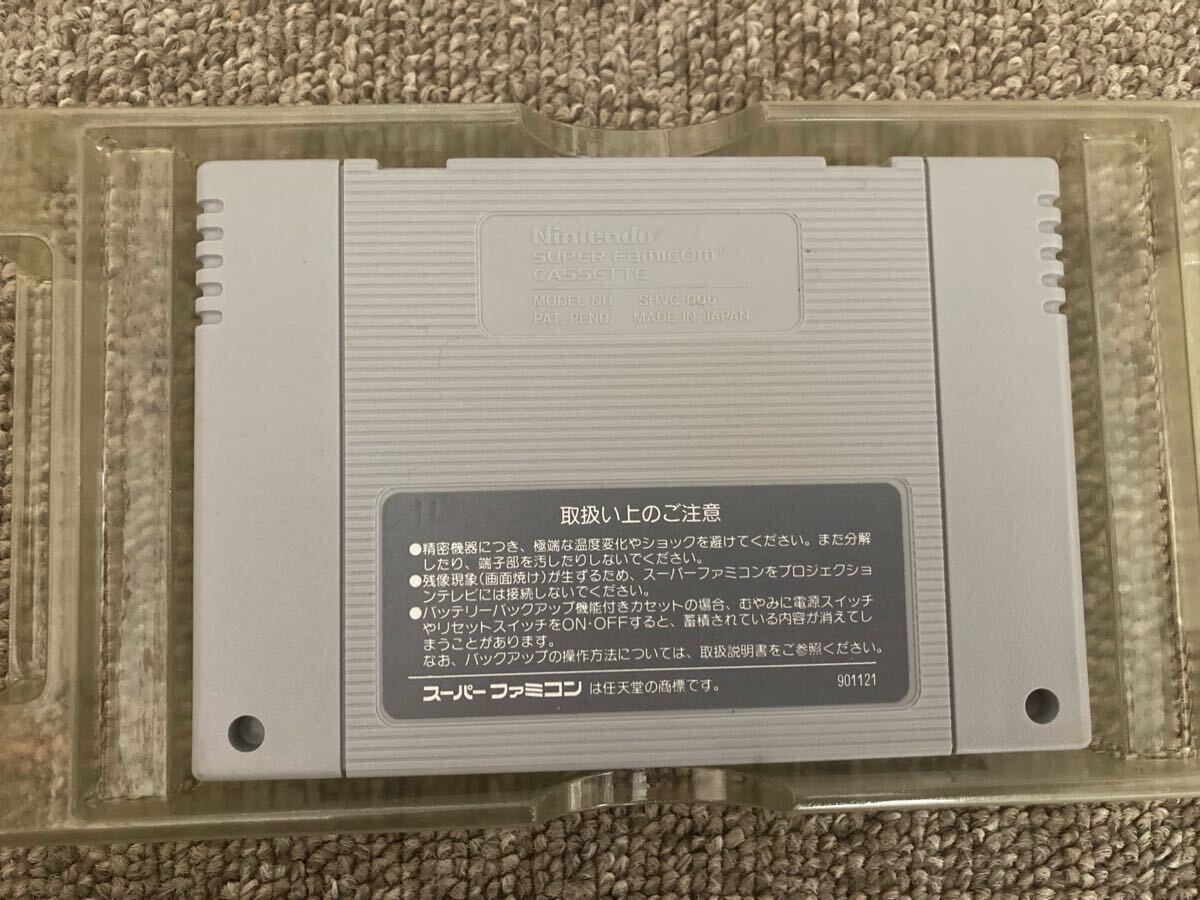 Nintendo®
SUPER Famicom®
CASSETTE
MODEL NO. SHVC-006
PAT. PEND. MADE IN JAPAN
11
取扱い上のご注意
●精密機器につき、極端な温度変化やショックを避けてください。また分解
したり、端子部を汚したりしないでください。
●残像現象(画面焼け)が生ずるため、スーパーファミコンをプロジェクショ
ンテレビには接続しないでください。
●バッテリーバックアップ機能付きカセットの場合、むやみに電源スイッチ
やリセットスイッチをON・OFFすると、蓄積されている内容が消えてし
まうことがあります。
なお、バックアップの操作方法については、取扱説明書をご参照ください。
スーパーファミコン は任天堂の商標です。 901121